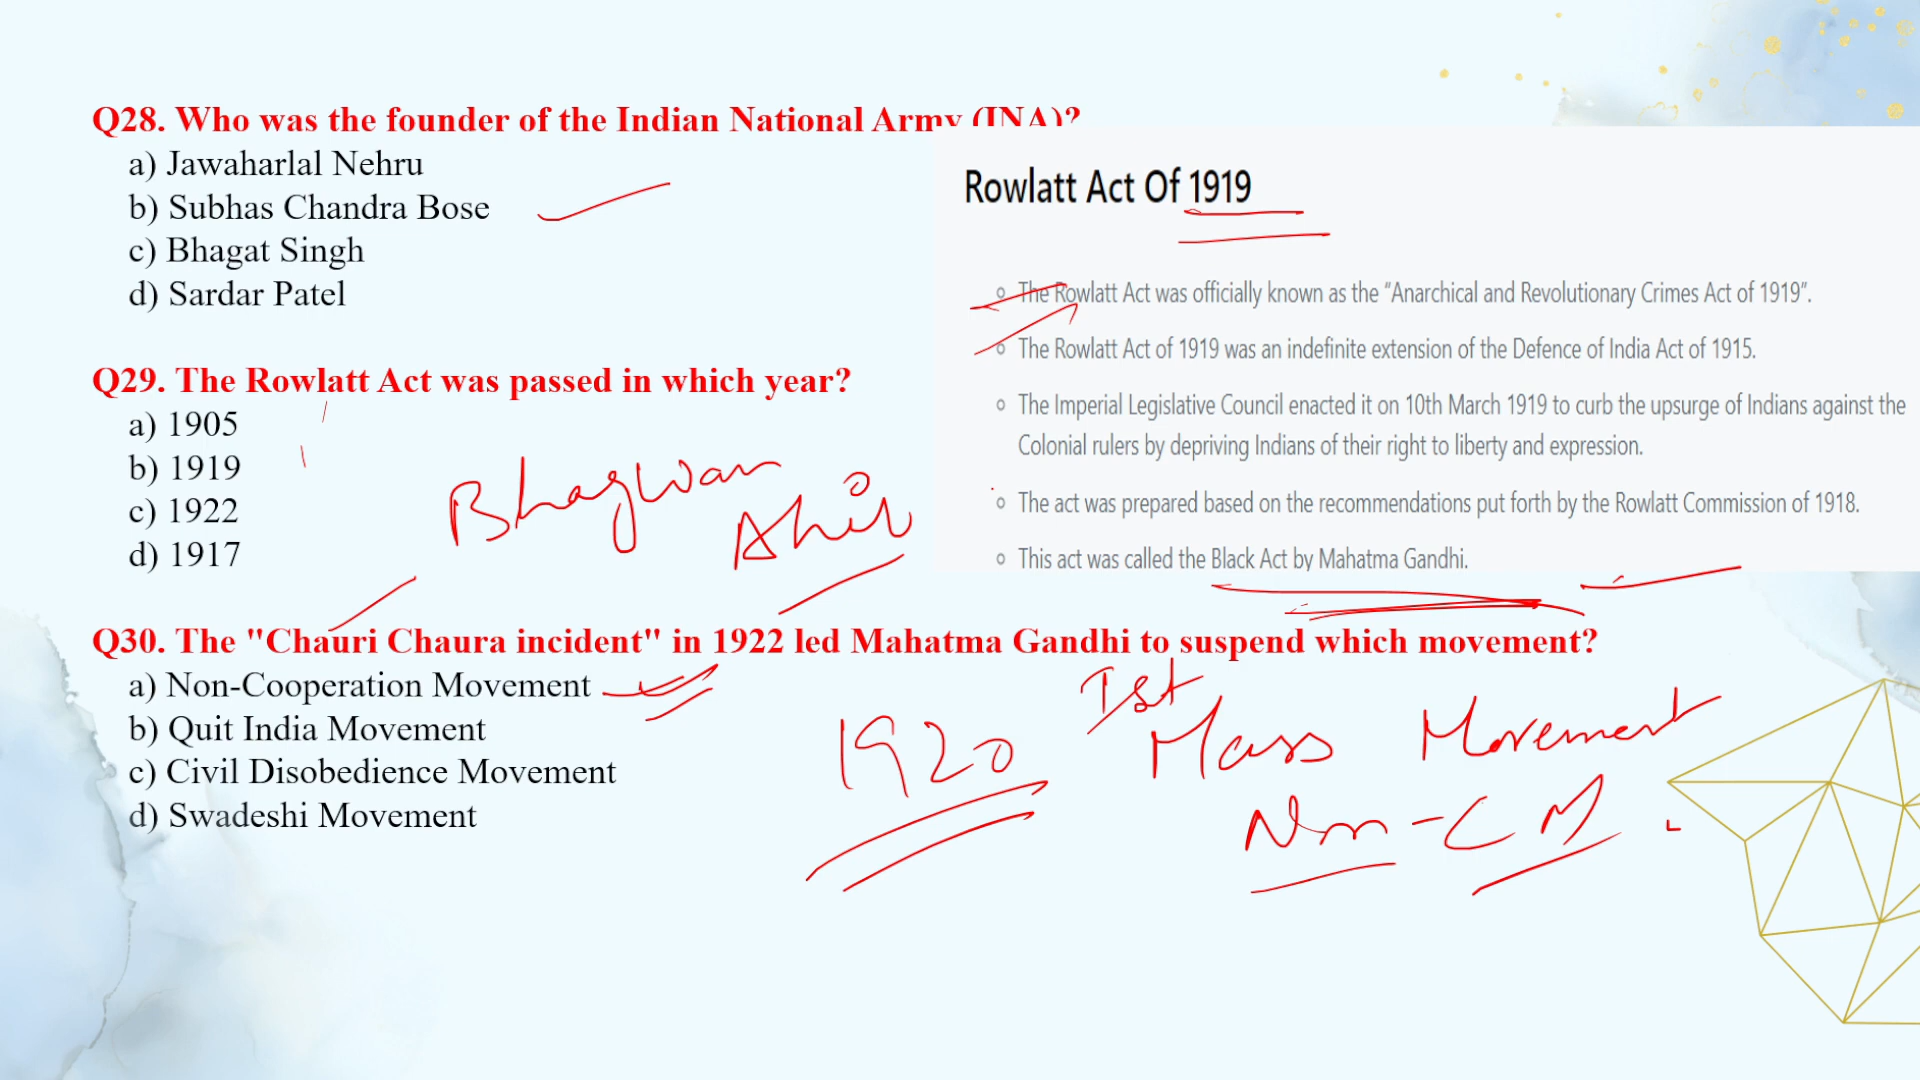 Q28. Who was the founder of the Indian National Army (INA)?
a) Jawaharlal Nehru
b) Subhas Chandra Bose
c) Bhagat Singh
d) Sardar Patel
Q29. The Rowlatt Act was passed in which year?
a) 1905
b) 1919
c) 1922
d) 1917
Bhagwan
Ahir
Rowlatt Act Of 1919
The Rowlatt Act was officially known as the “Anarchical and Revolutionary Crimes Act of 1919”.
The Rowlatt Act of 1919 was an indefinite extension of the Defence of India Act of 1915.
The Imperial Legislative Council enacted it on 10th March 1919 to curb the upsurge of Indians against the
Colonial rulers by depriving Indians of their right to liberty and expression.
The act was prepared based on the recommendations put forth by the Rowlatt Commission of 1918.
This act was called the Black Act by Mahatma Gandhi.
Q30. The "Chauri Chaura incident" in 1922 led Mahatma Gandhi to suspend which movement?
a) Non-Cooperation Movement
b) Quit India Movement
c) Civil Disobedience Movement
d) Swadeshi Movement
1920
Ist
Mass Movement
Non-CM